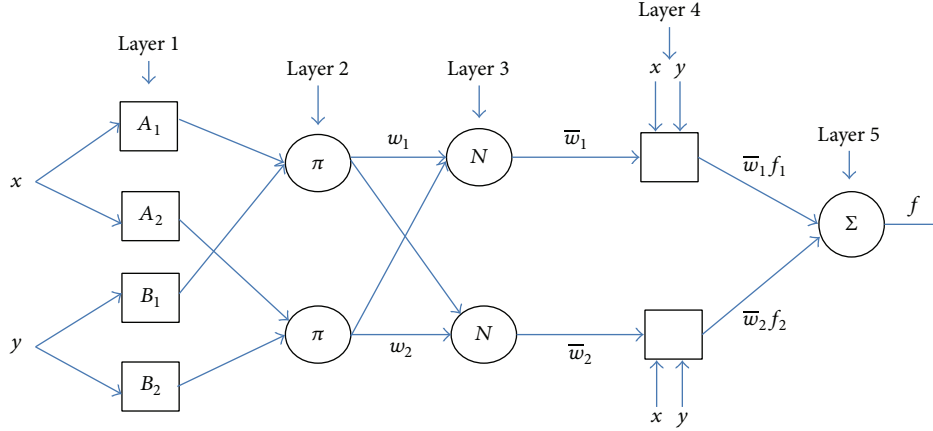 Layer 4
Layer 1
Layer 2
Layer 3
x y
A₁
w₁
N
w̅₁
Layer 5
π
w̅₁f₁
x
A₂
Σ
f
B₁
y
π
w₂
N
w̅₂
w̅₂f₂
B₂
x y